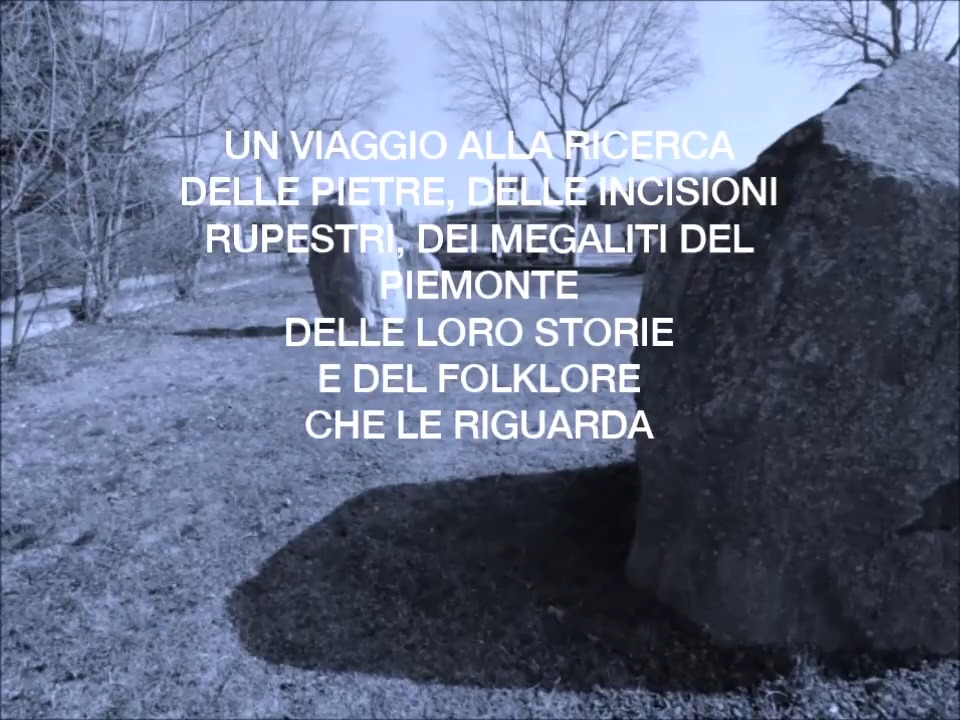 UN VIAGGIO ALLA RICERCA
DELLE PIETRE, DELLE INCISIONI
RUPESTRI, DEI MEGALITI DEL
PIEMONTE
DELLE LORO STORIE
E DEL FOLKLORE
CHE LE RIGUARDA